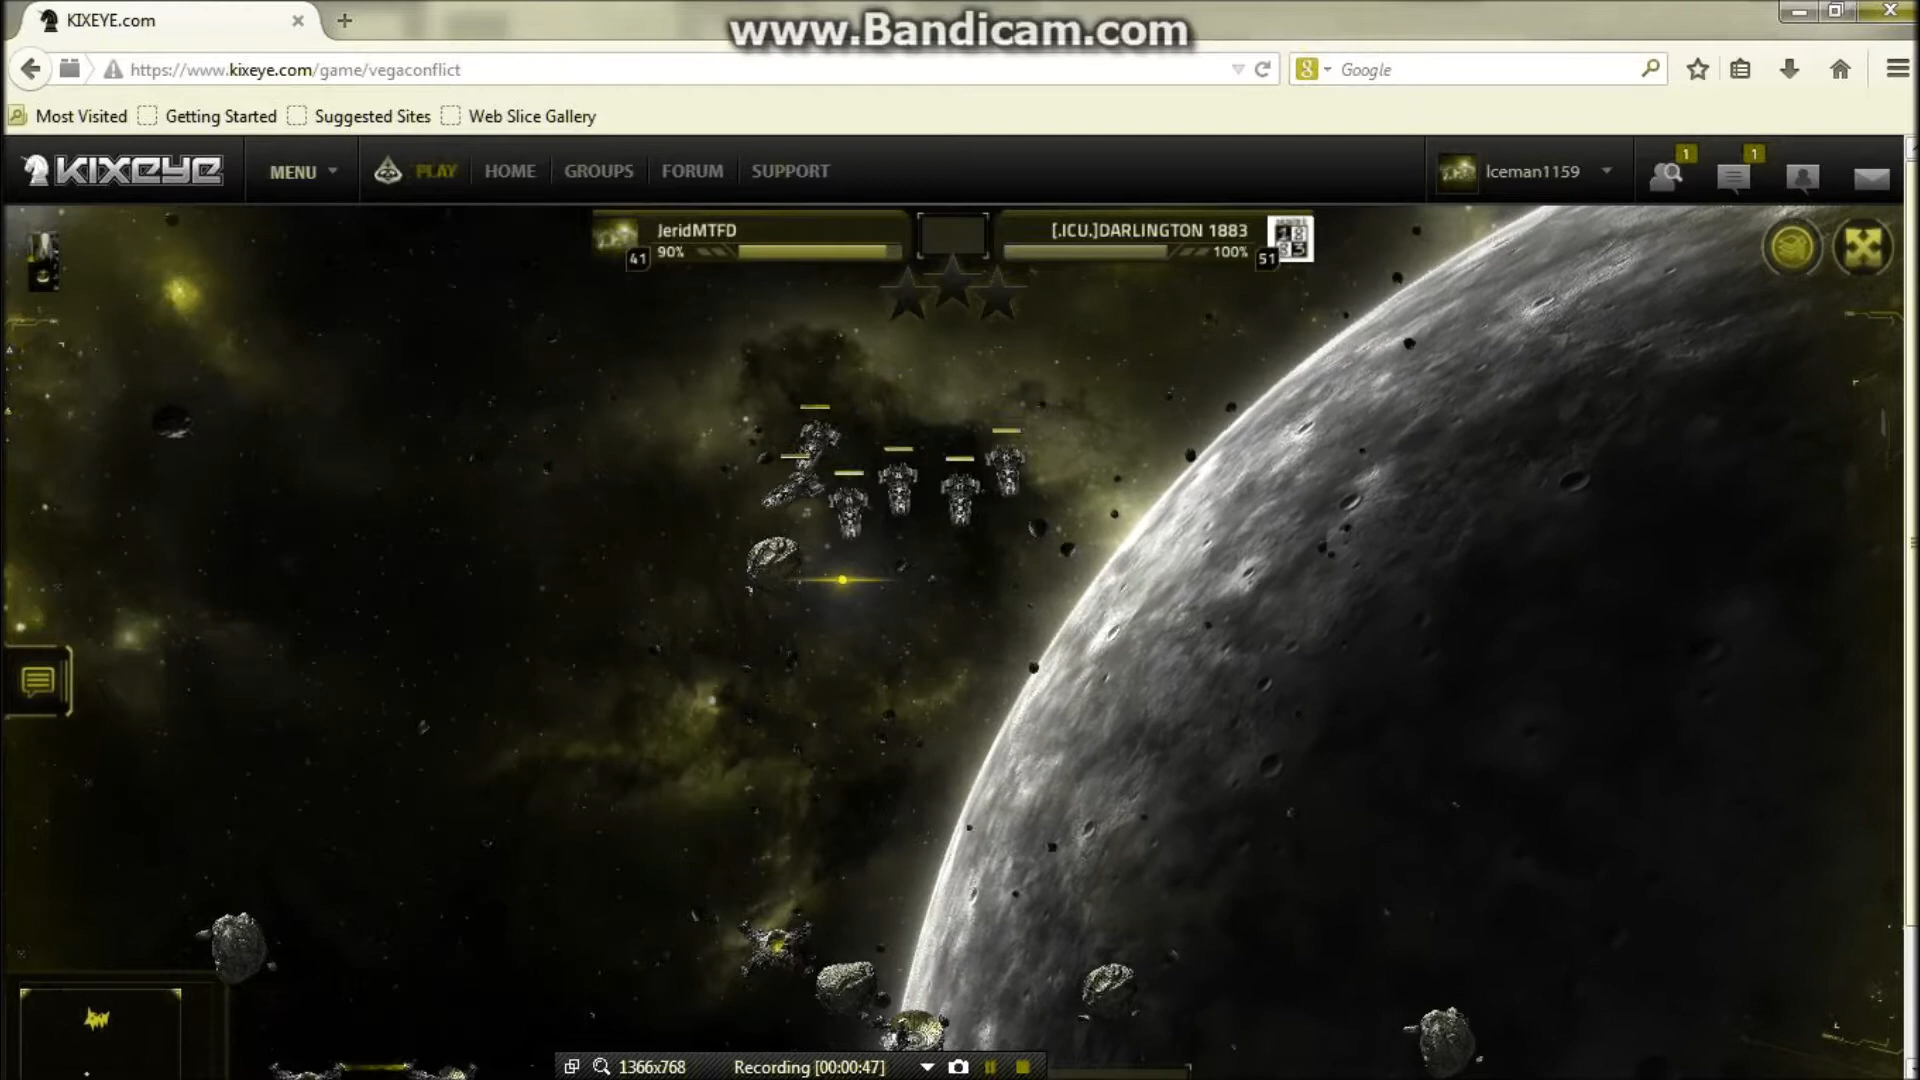 KIXEYE.com
www.Bandicam.com
https://www.kixeye.com/game/vegaconflict
Google
Most Visited
Getting Started
Suggested Sites
Web Slice Gallery
KIXEYE
MENU
PLAY
HOME
GROUPS
FORUM
SUPPORT
Iceman1159
1
1
JeridMTFD
90%
41
[.ICU.]DARLINGTON 1883
100%
51
1366x768
Recording [00:00:47]